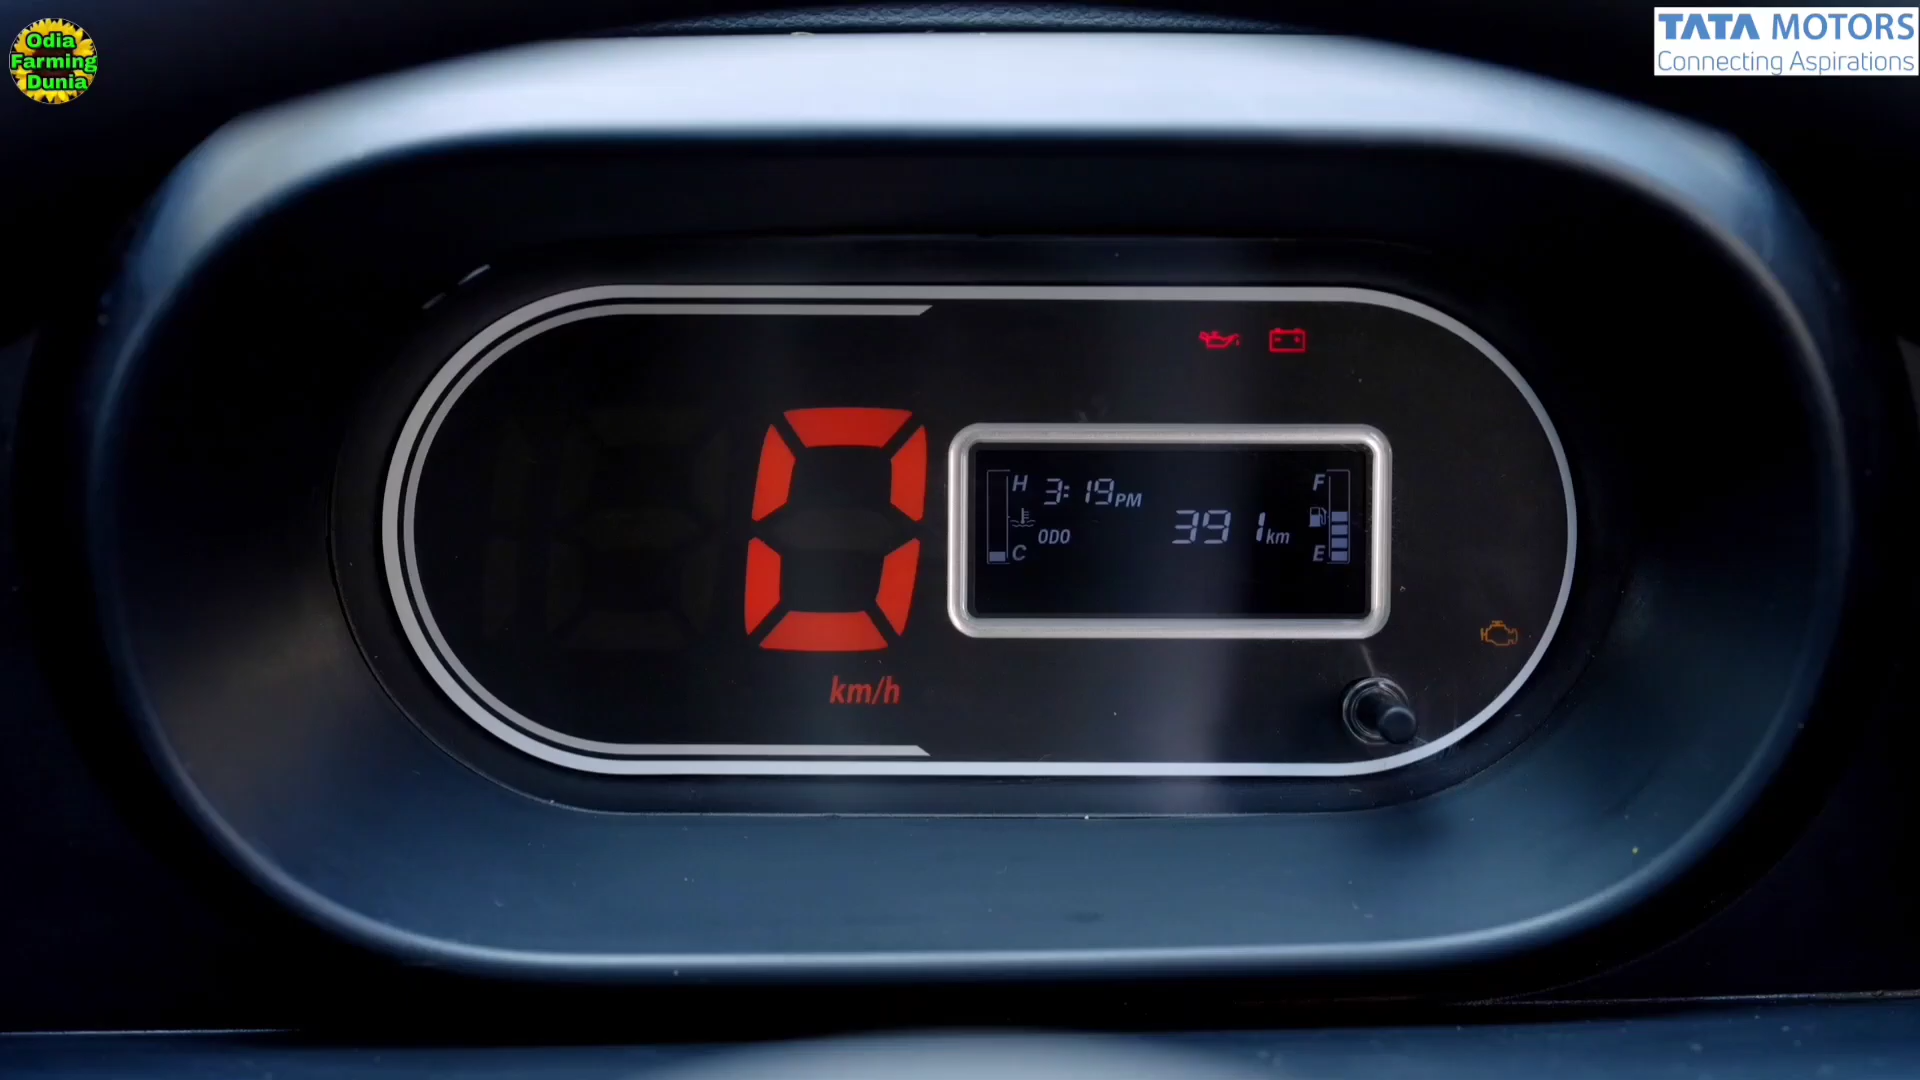 Odia
Farming
Dunia
TATA MOTORS
Connecting Aspirations
0
km/h
H
3:19PM
F
ODO
391km
C
E